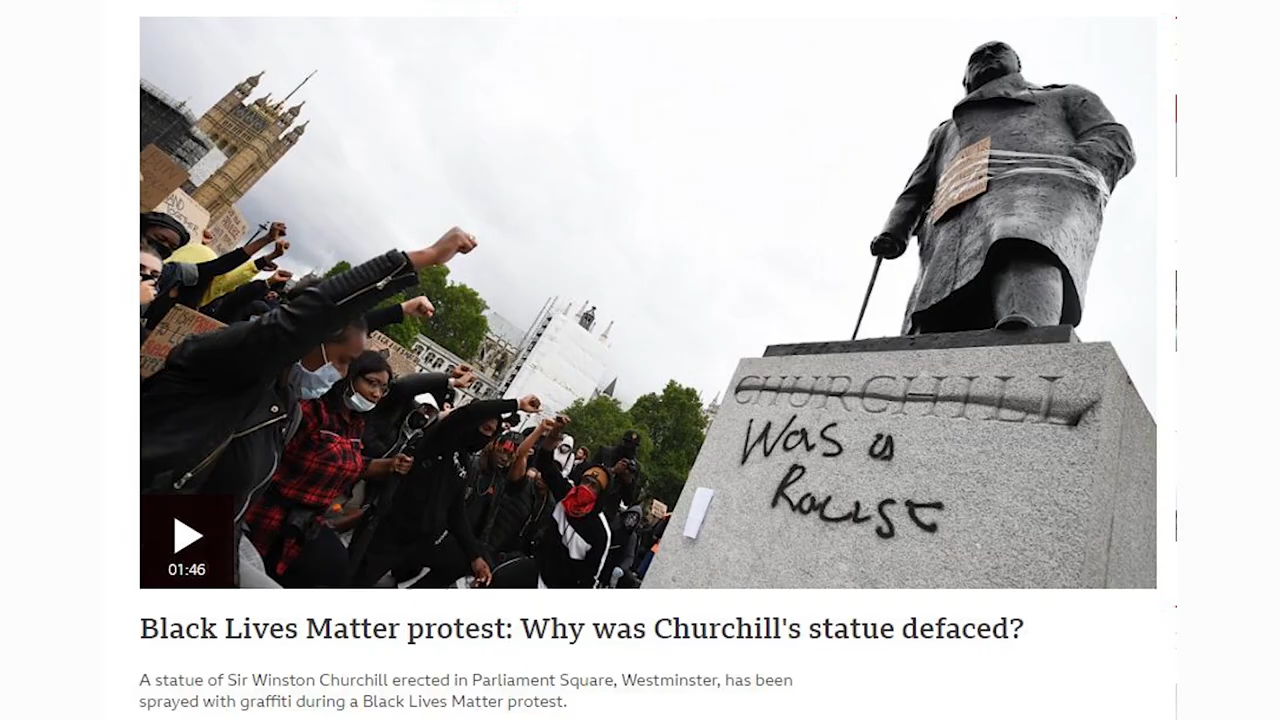 CHURCHILL
Was a
Racist
01:46
Black Lives Matter protest: Why was Churchill's statue defaced?
A statue of Sir Winston Churchill erected in Parliament Square, Westminster, has been
sprayed with graffiti during a Black Lives Matter protest.